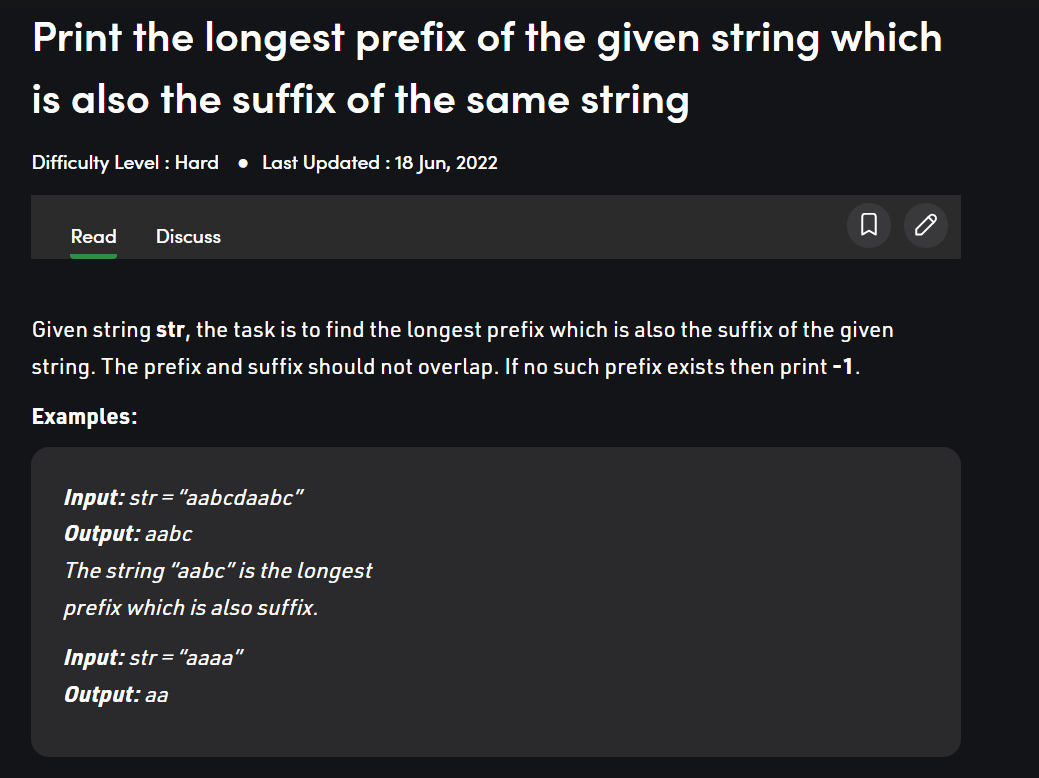 Print the longest prefix of the given string which
is also the suffix of the same string
Difficulty Level : Hard ● Last Updated : 18 Jun, 2022
Read Discuss
Given string str, the task is to find the longest prefix which is also the suffix of the given
string. The prefix and suffix should not overlap. If no such prefix exists then print -1.
Examples:
Input: str = “aabcdaabc”
Output: aabc
The string “aabc” is the longest
prefix which is also suffix.
Input: str = “aaaa”
Output: aa